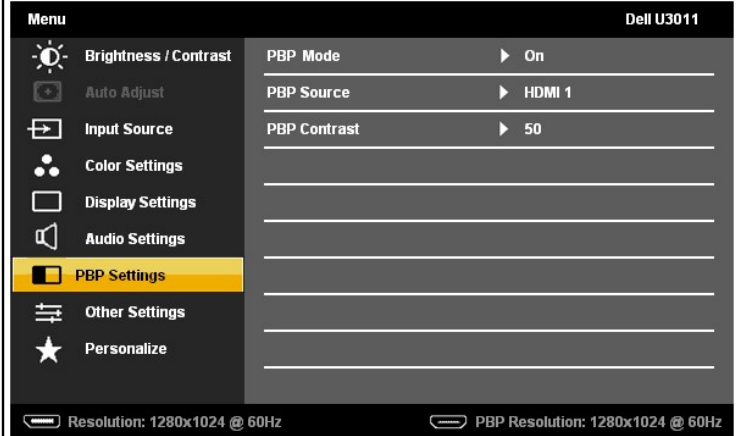 Menu Dell U3011
Brightness / Contrast PBP Mode On
Auto Adjust PBP Source HDMI 1
Input Source PBP Contrast 50
Color Settings
Display Settings
Audio Settings
PBP Settings
Other Settings
Personalize
Resolution: 1280x1024 @ 60Hz PBP Resolution: 1280x1024 @ 60Hz